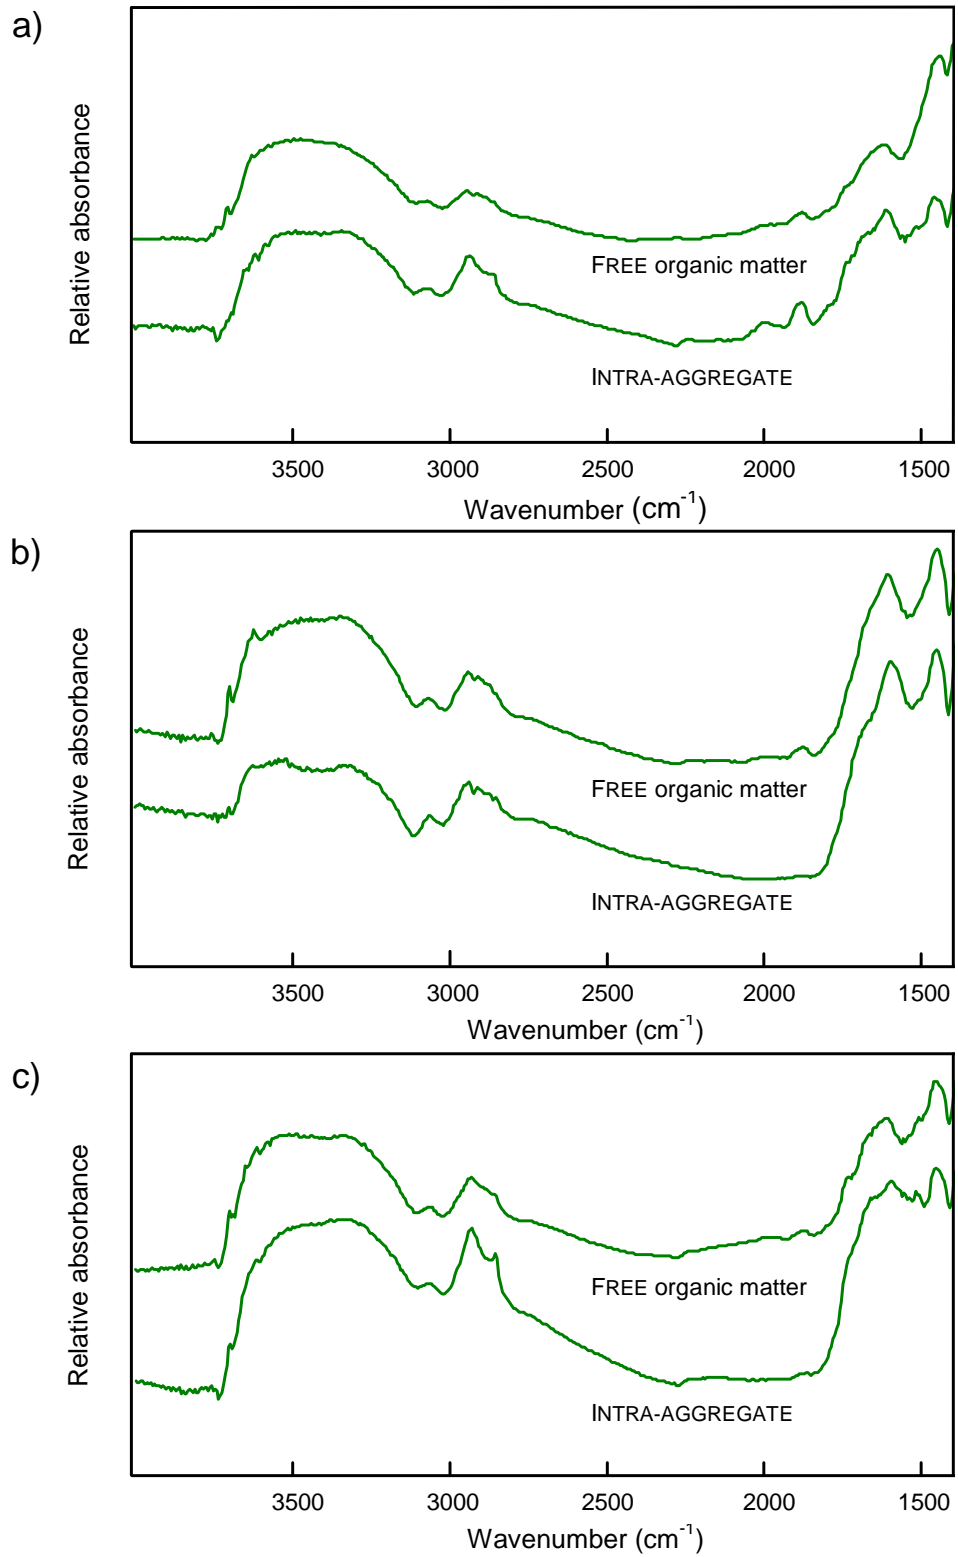 a)
Relative absorbance
FREE organic matter
INTRA-AGGREGATE
3500 3000 2500 2000 1500
Wavenumber (cm⁻¹)
b)
Relative absorbance
FREE organic matter
INTRA-AGGREGATE
3500 3000 2500 2000 1500
Wavenumber (cm⁻¹)
c)
Relative absorbance
FREE organic matter
INTRA-AGGREGATE
3500 3000 2500 2000 1500
Wavenumber (cm⁻¹)